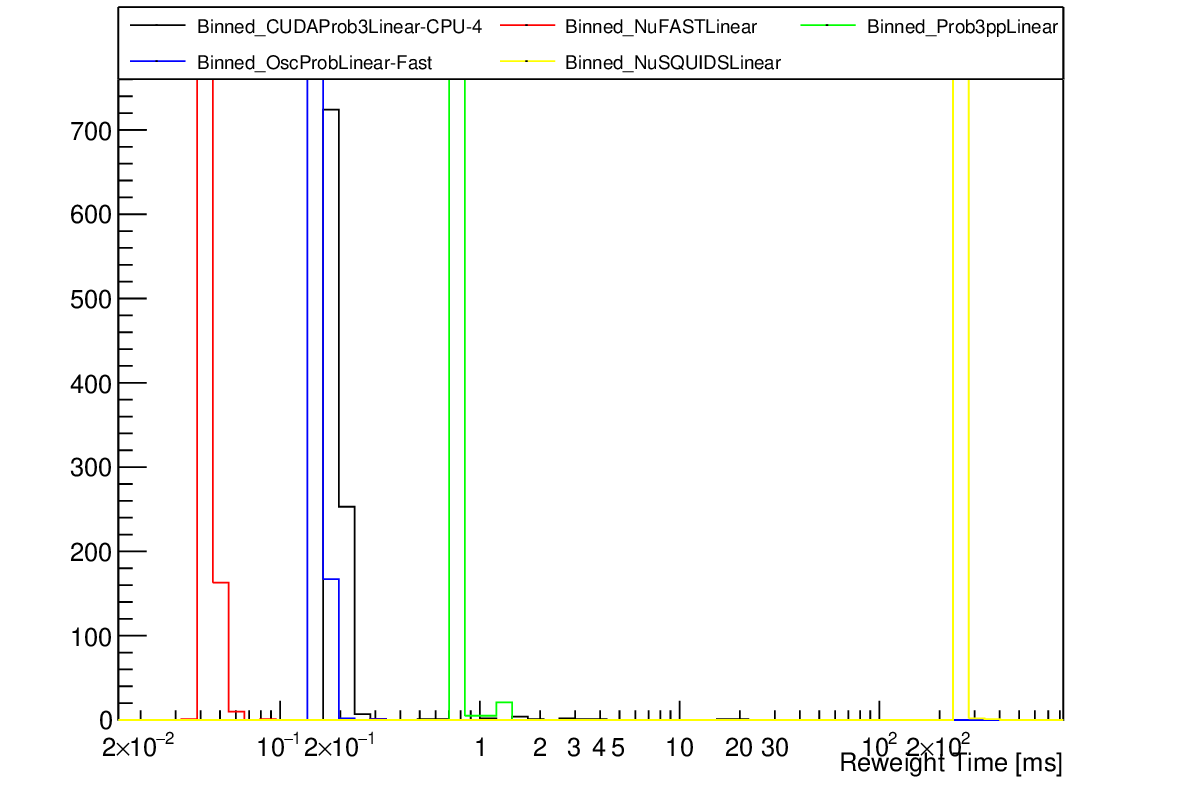 Binned_CUDAProb3Linear-CPU-4 Binned_NuFASTLinear Binned_Prob3ppLinear
Binned_OscProbLinear-Fast Binned_NuSQUIDSLinear
700
600
500
400
300
200
100
0
2×10⁻² 10⁻¹ 2×10⁻¹ 1 2 3 4 5 10 20 30 10² 2×10²
Reweight Time [ms]